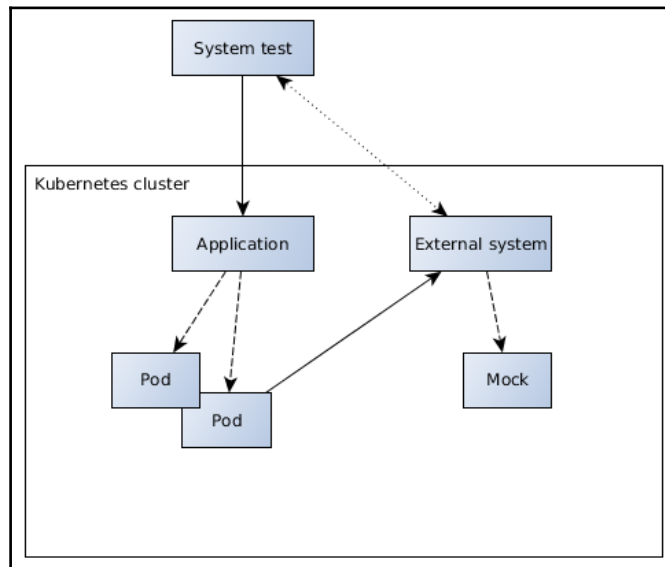 System test
Kubernetes cluster
Application
External system
Pod
Mock
Pod